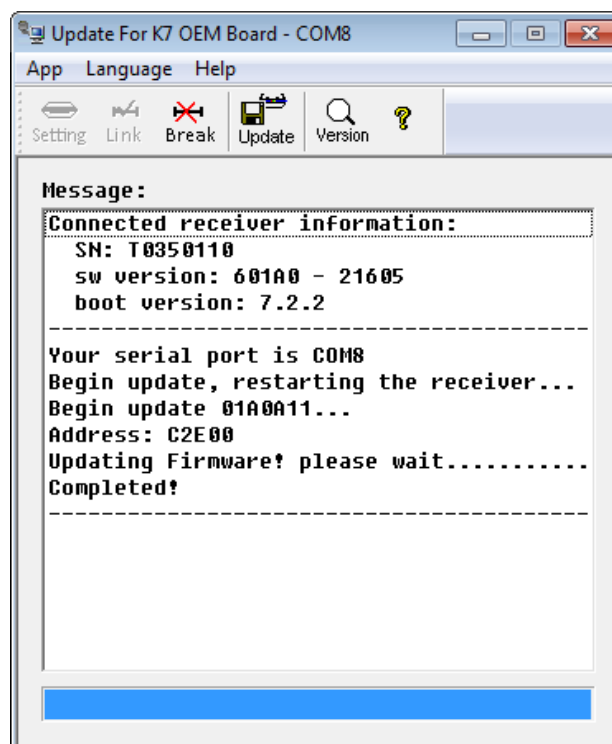 Update For K7 OEM Board - COM8
App Language Help
Setting Link Break Update Version
Message:
Connected receiver information:
SN: T0350110
sw version: 601A0 - 21605
boot version: 7.2.2
-----------------------------------------
Your serial port is COM8
Begin update, restarting the receiver...
Begin update 01A0A11...
Address: C2E00
Updating Firmware! please wait...........
Completed!
-----------------------------------------